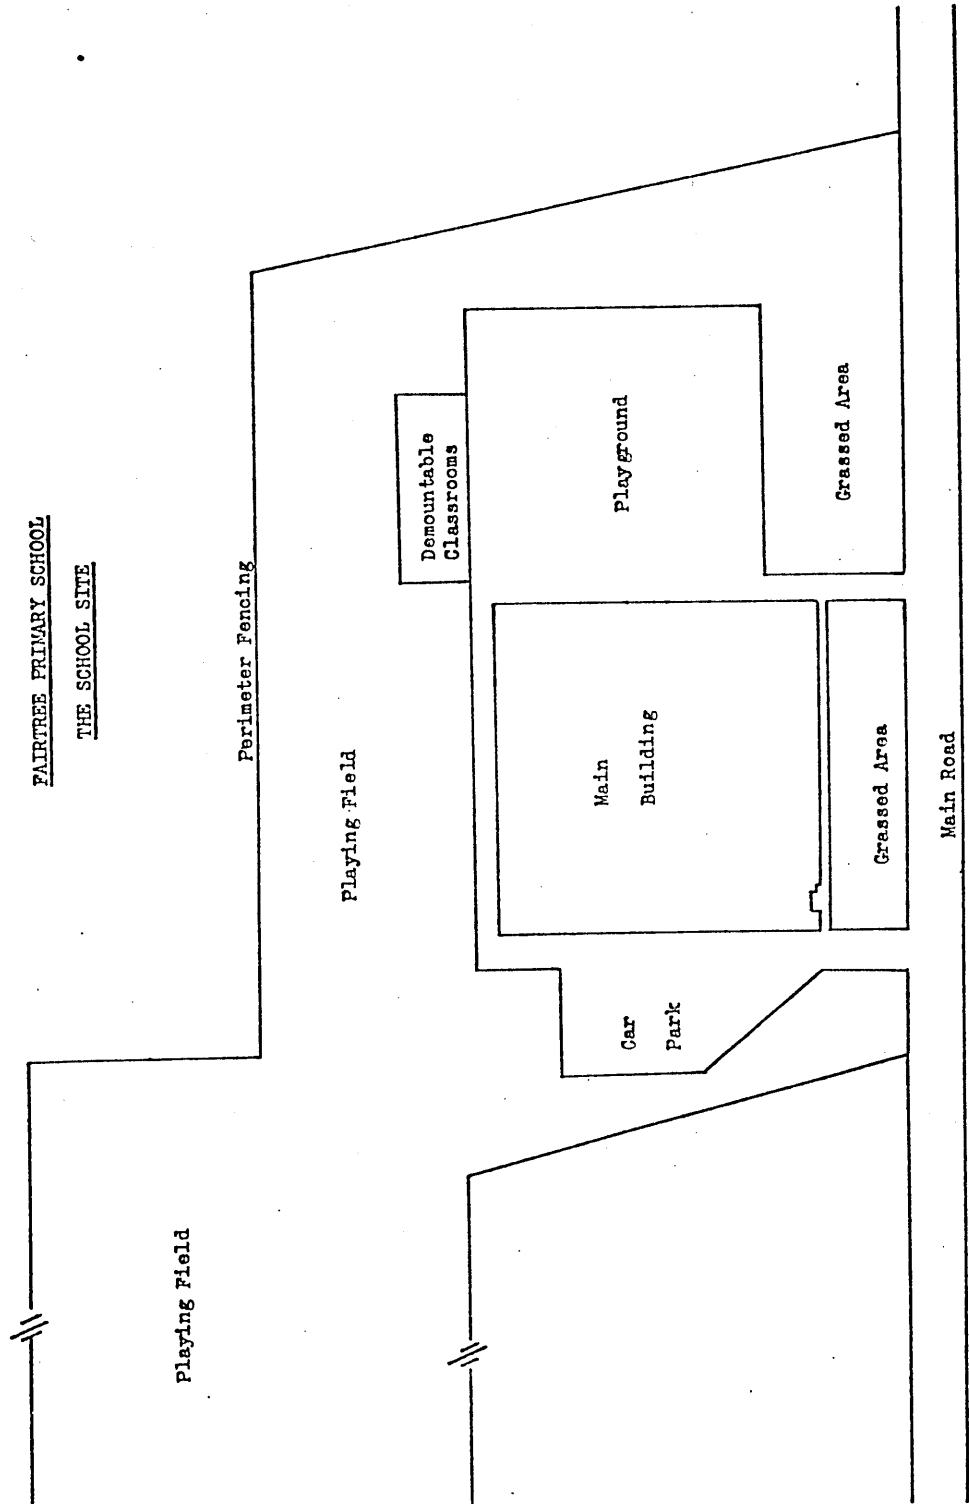 FAIRTREE PRIMARY SCHOOL
THE SCHOOL SITE
Perimeter Fencing
Playing Field
Playing Field
Demountable
Classrooms
Car
Park
Main
Building
Playground
Grassed Area
Grassed Area
Main Road